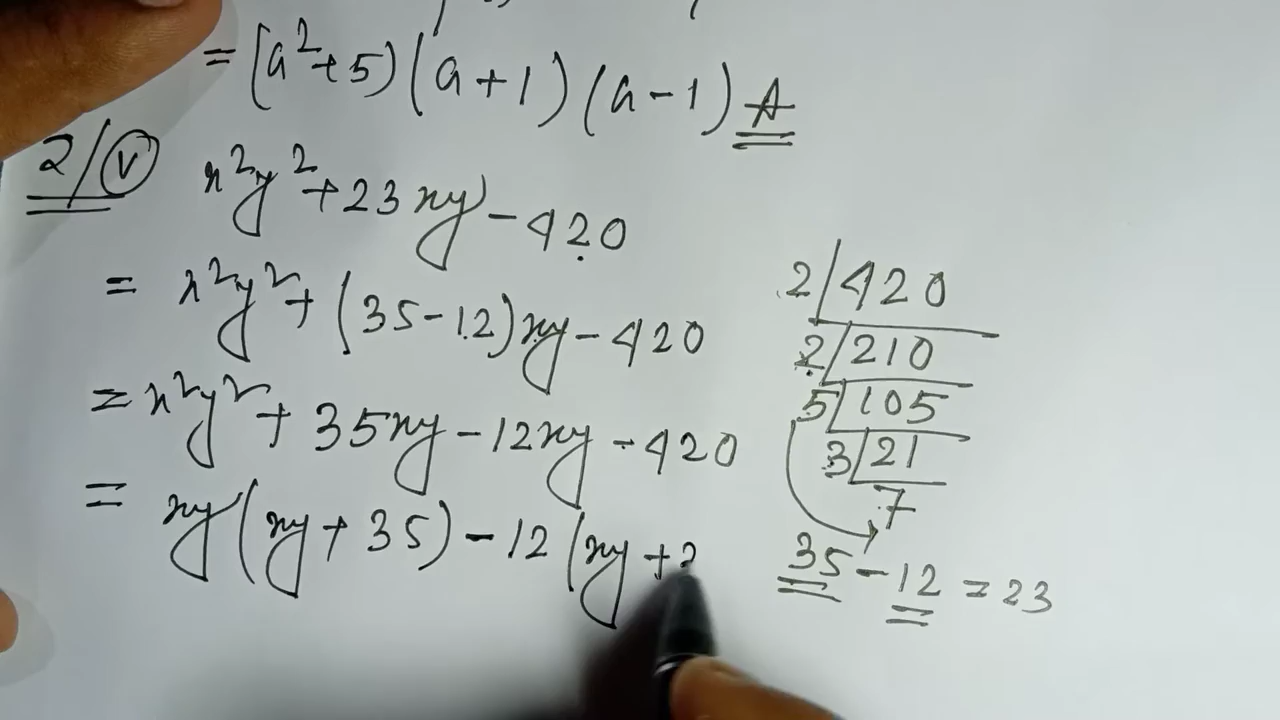 = (a²+5)(a+1)(a-1) A
2/(v) x²y²+23xy-420
= x²y²+(35-12)xy-420
= x²y²+35xy-12xy-420
= xy(xy+35)-12(xy+3
2/420
2/210
5/105
3/21
7
35-12=23